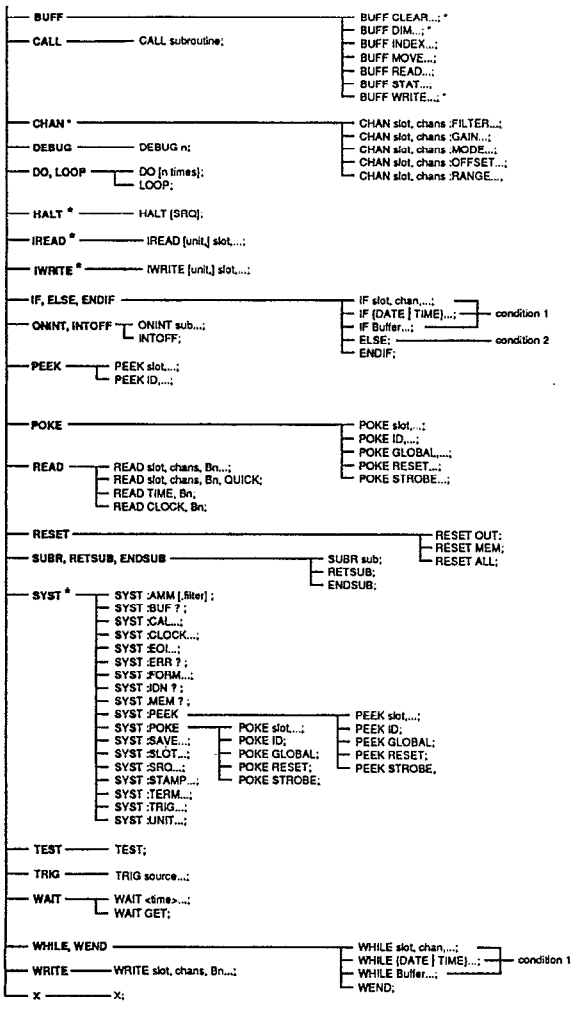 BUFF BUFF CLEAR...; *
BUFF DIM...; *
BUFF INDEX...;
BUFF MOVE...;
BUFF READ...;
BUFF STAT...;
BUFF WRITE...; *
CALL CALL subroutine;
CHAN * CHAN slot, chans :FILTER...;
CHAN slot, chans :GAIN...;
CHAN slot, chans :MODE...;
CHAN slot, chans :OFFSET...;
CHAN slot, chans :RANGE...,
DEBUG DEBUG n;
DO, LOOP DO [n times];
LOOP;
HALT * HALT [SRQ];
IREAD * IREAD [unit,] slot,...;
IWRITE * IWRITE [unit,] slot,...;
IF, ELSE, ENDIF IF slot, chan,...;
IF {DATE | TIME}...; condition 1
IF Buffer...;
ELSE; condition 2
ENDIF;
ONINT, INTOFF ONINT sub...;
INTOFF;
PEEK PEEK slot,...;
PEEK ID,...;
POKE POKE slot,...;
POKE ID,...;
POKE GLOBAL,...;
POKE RESET...;
POKE STROBE...;
READ READ slot, chans, Bn...;
READ slot, chans, Bn, QUICK;
READ TIME, Bn;
READ CLOCK, Bn;
RESET RESET OUT;
RESET MEM;
RESET ALL;
SUBR, RETSUB, ENDSUB SUBR sub;
RETSUB;
ENDSUB;
SYST * SYST :AMM [,filter] ;
SYST :BUF ? ;
SYST :CAL...;
SYST :CLOCK...;
SYST :EOI...;
SYST :ERR ? ;
SYST :FORM...;
SYST :IDN ? ;
SYST :MEM ? ;
SYST :PEEK PEEK slot,...;
PEEK ID;
PEEK GLOBAL;
PEEK RESET;
PEEK STROBE,
SYST :POKE POKE slot,...;
POKE ID;
POKE GLOBAL;
POKE RESET;
POKE STROBE;
SYST :SAVE...;
SYST :SLOT...;
SYST :SRQ...;
SYST :STAMP...;
SYST :TERM...;
SYST :TRIG...;
SYST :UNIT...;
TEST TEST;
TRIG TRIG source...;
WAIT WAIT <time>...;
WAIT GET;
WHILE, WEND WHILE slot, chan,...;
WHILE {DATE | TIME}...; condition 1
WHILE Buffer...;
WEND;
WRITE WRITE slot, chans, Bn...;
X X;